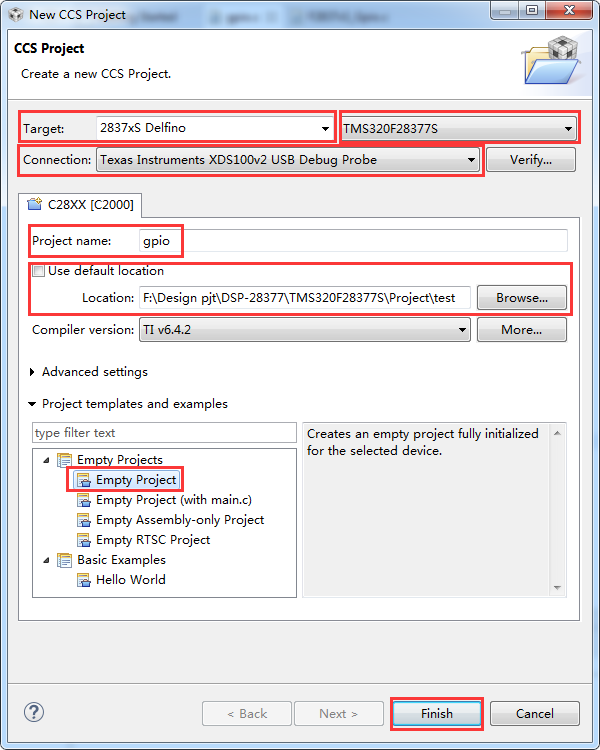 New CCS Project
CCS Project
Create a new CCS Project.
Target: 2837xS Delfino TMS320F28377S
Connection: Texas Instruments XDS100v2 USB Debug Probe Verify...
C28XX [C2000]
Project name: gpio
Use default location
Location: F:\Design pjt\DSP-28377\TMS320F28377S\Project\test Browse...
Compiler version: TI v6.4.2 More...
Advanced settings
Project templates and examples
type filter text
Empty Projects
Empty Project
Empty Project (with main.c)
Empty Assembly-only Project
Empty RTSC Project
Basic Examples
Hello World
Creates an empty project fully initialized
for the selected device.
? < Back Next > Finish Cancel